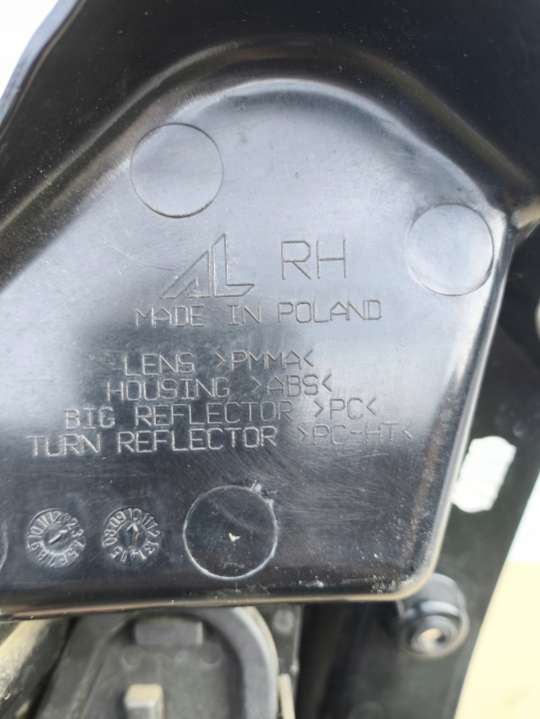 AL RH
MADE IN POLAND
LENS >PMMA<
HOUSING >ABS<
BIG REFLECTOR >PC<
TURN REFLECTOR >PC-HT<